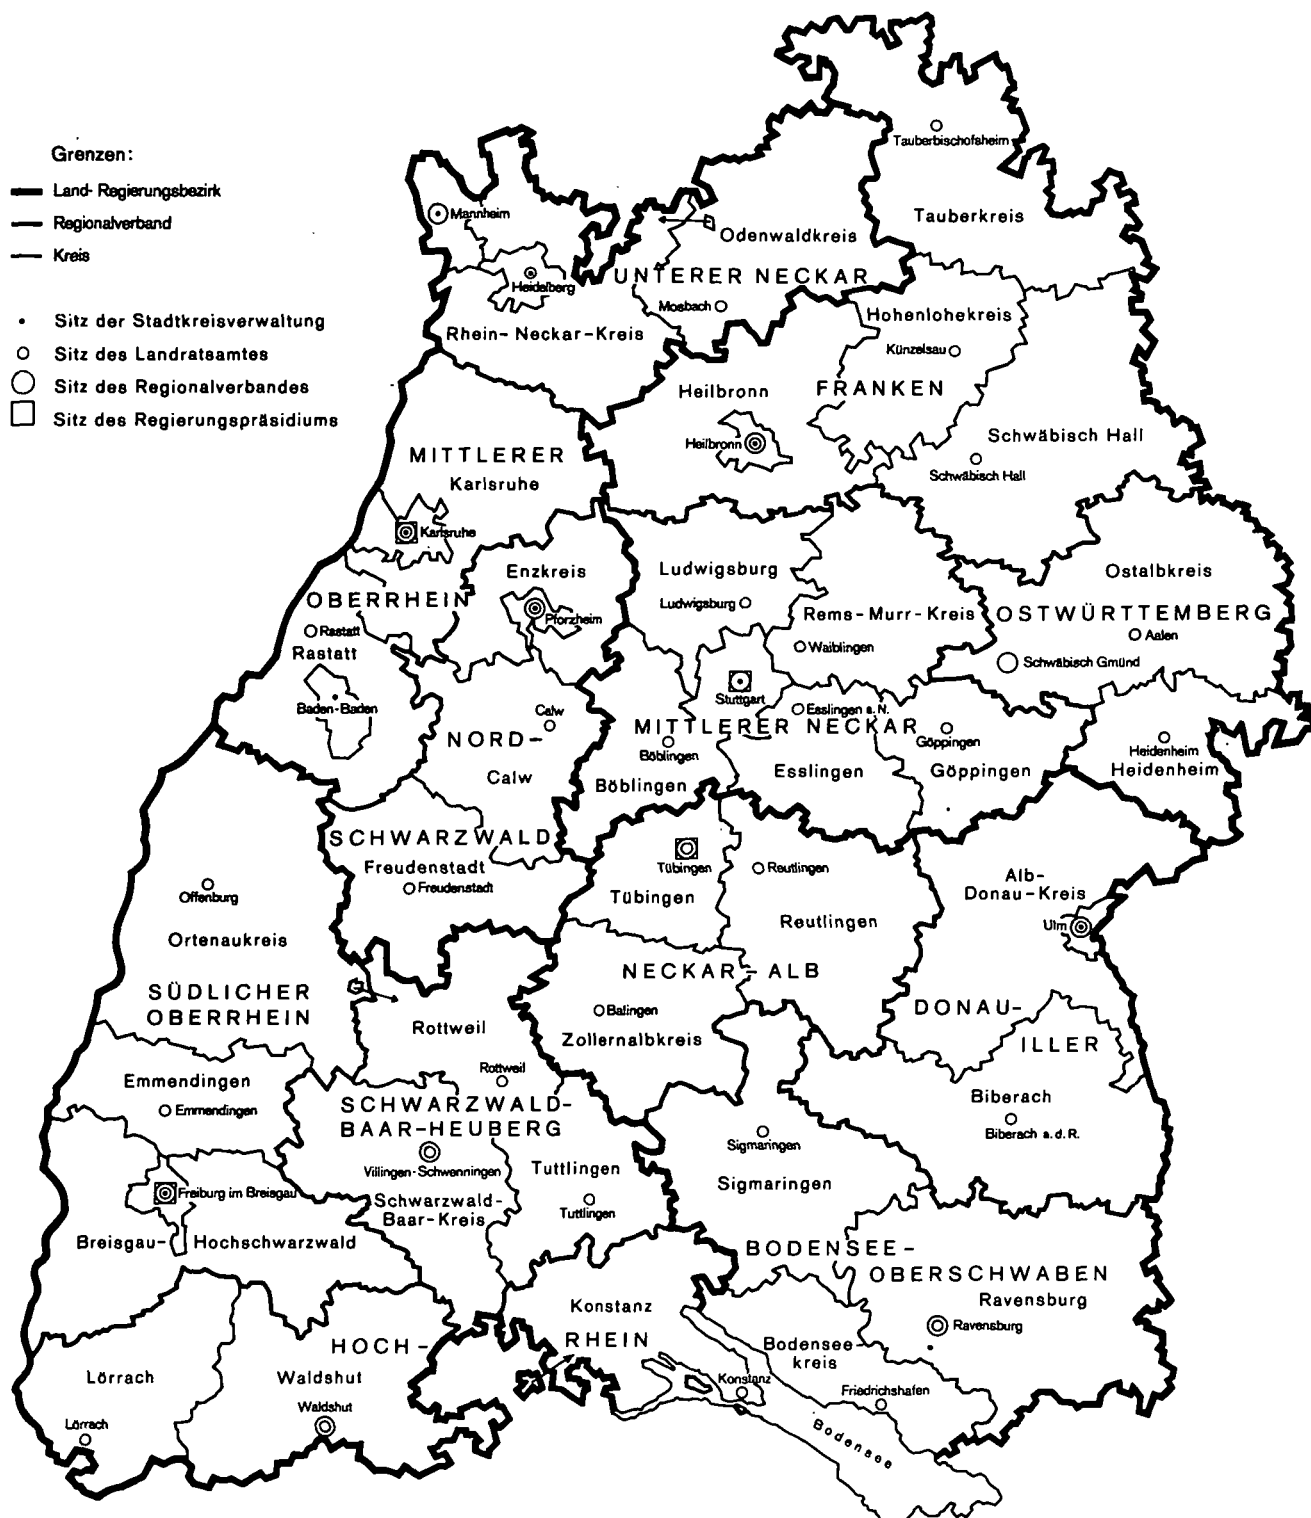 Grenzen:
Land- Regierungsbezirk
Regionalverband
Kreis
Sitz der Stadtkreisverwaltung
Sitz des Landratsamtes
Sitz des Regionalverbandes
Sitz des Regierungspräsidiums
Tauberbischofsheim
Tauberkreis
Mannheim
Odenwaldkreis
Heidelberg
UNTERER NECKAR
Mosbach
Rhein-Neckar-Kreis
Hohenlohekreis
Künzelsau
Heilbronn
FRANKEN
Heilbronn
Schwäbisch Hall
Schwäbisch Hall
MITTLERER
Karlsruhe
Karlsruhe
Enzkreis
OBERRHEIN
Pforzheim
Rastatt
Rastatt
Baden-Baden
Ludwigsburg
Ludwigsburg
Rems-Murr-Kreis
Waiblingen
Ostalbkreis
OSTWÜRTTEMBERG
Aalen
Schwäbisch Gmünd
Stuttgart
Esslingen a.N.
MITTLERER NECKAR
Böblingen
Böblingen
Esslingen
Göppingen
Göppingen
Heidenheim
Heidenheim
Calw
NORD-
Calw
SCHWARZWALD
Freudenstadt
Freudenstadt
Tübingen
Tübingen
Reutlingen
Reutlingen
Alb-
Donau-Kreis
Ulm
Offenburg
Ortenaukreis
SÜDLICHER
OBERRHEIN
NECKAR-ALB
Balingen
Zollernalbkreis
DONAU-
ILLER
Rottweil
Rottweil
Emmendingen
Emmendingen
SCHWARZWALD-
BAAR-HEUBERG
Villingen-Schwenningen
Schwarzwald-
Baar-Kreis
Tuttlingen
Tuttlingen
Biberach
Biberach a.d.R.
Sigmaringen
Sigmaringen
Freiburg im Breisgau
Breisgau-Hochschwarzwald
BODENSEE-
OBERSCHWABEN
Ravensburg
Ravensburg
Konstanz
RHEIN
HOCH-
Bodensee-
kreis
Konstanz
Friedrichshafen
Bodensee
Lörrach
Lörrach
Waldshut
Waldshut